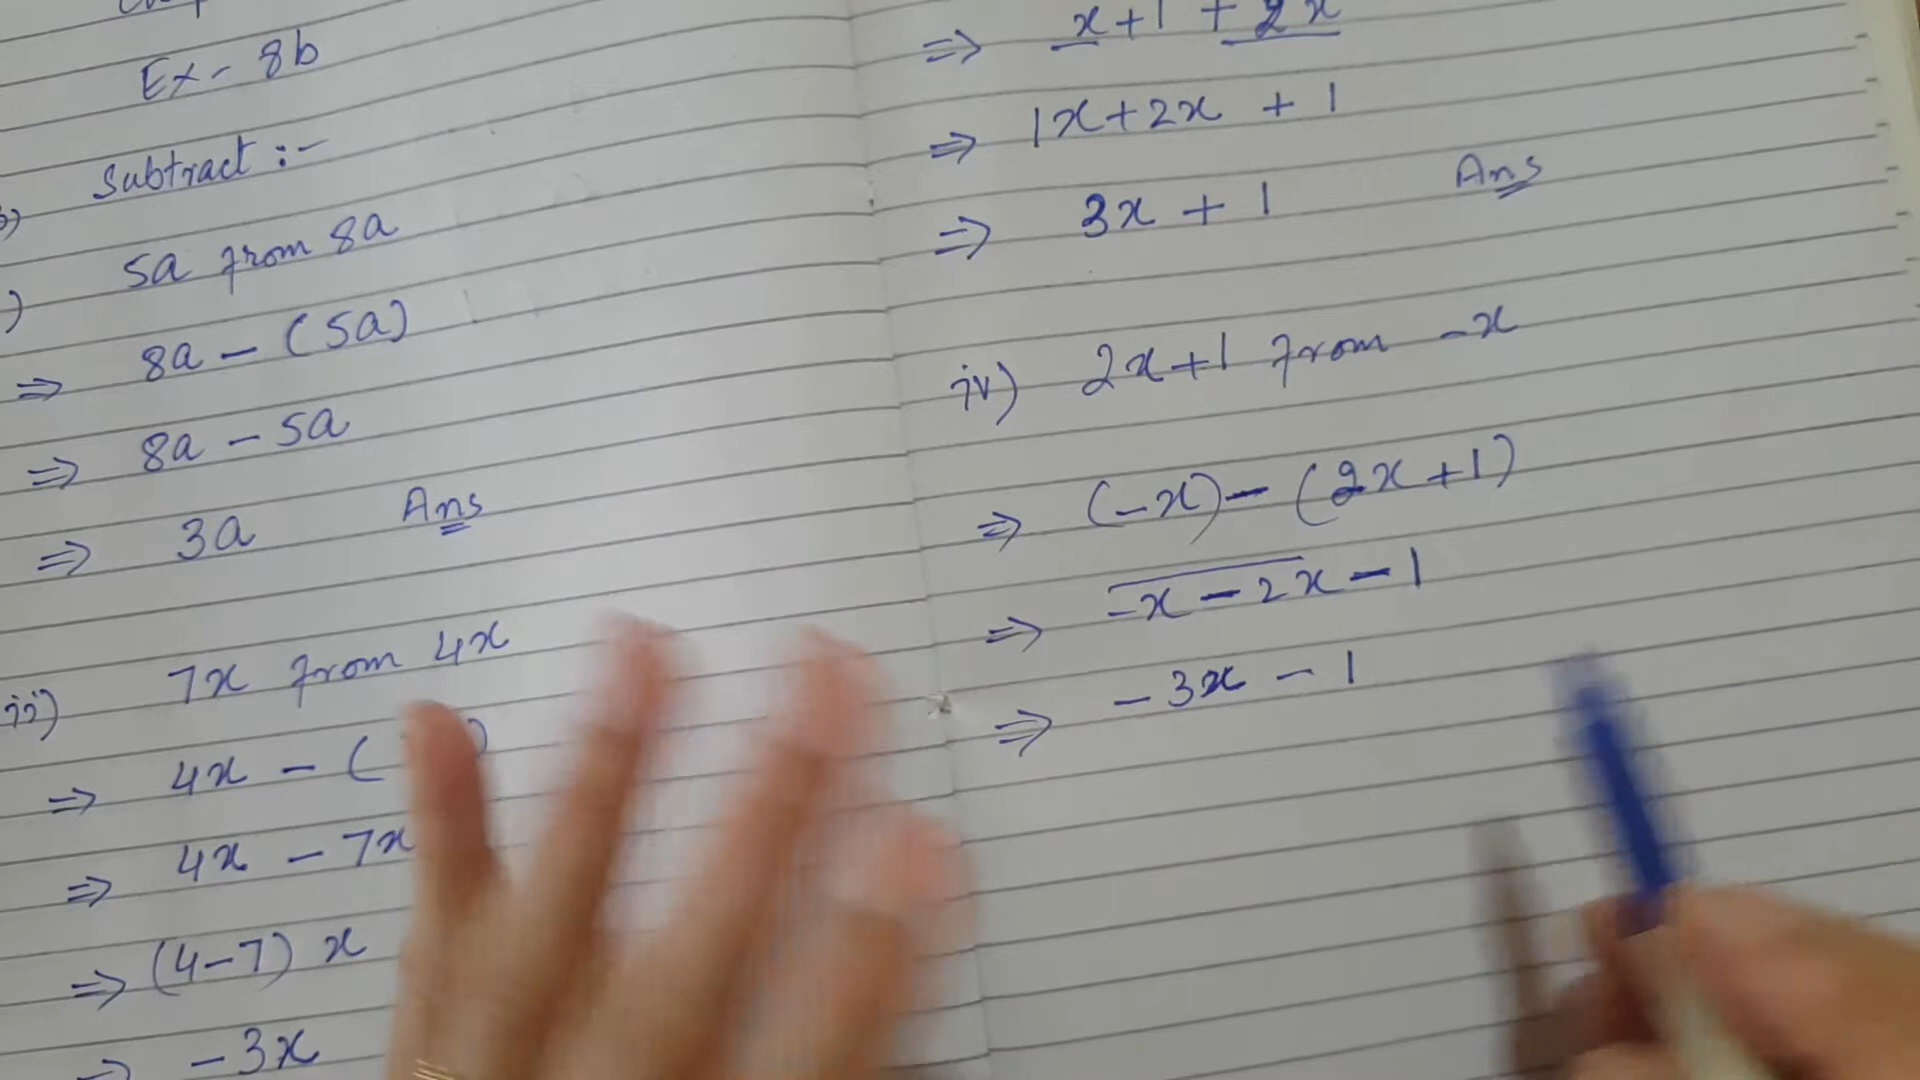 Ex - 8b
Subtract :-
5a from 8a
⇒ 8a - (5a)
⇒ 8a - 5a
⇒ 3a Ans
ii) 7x from 4x
⇒ 4x - ( )
⇒ 4x - 7x
⇒ (4-7) x
⇒ - 3x
⇒ x + 1 + 2x
⇒ 1x + 2x + 1
⇒ 3x + 1 Ans
iv) 2x+1 from -x
⇒ (-x) - (2x+1)
⇒ -x - 2x - 1
⇒ - 3x - 1